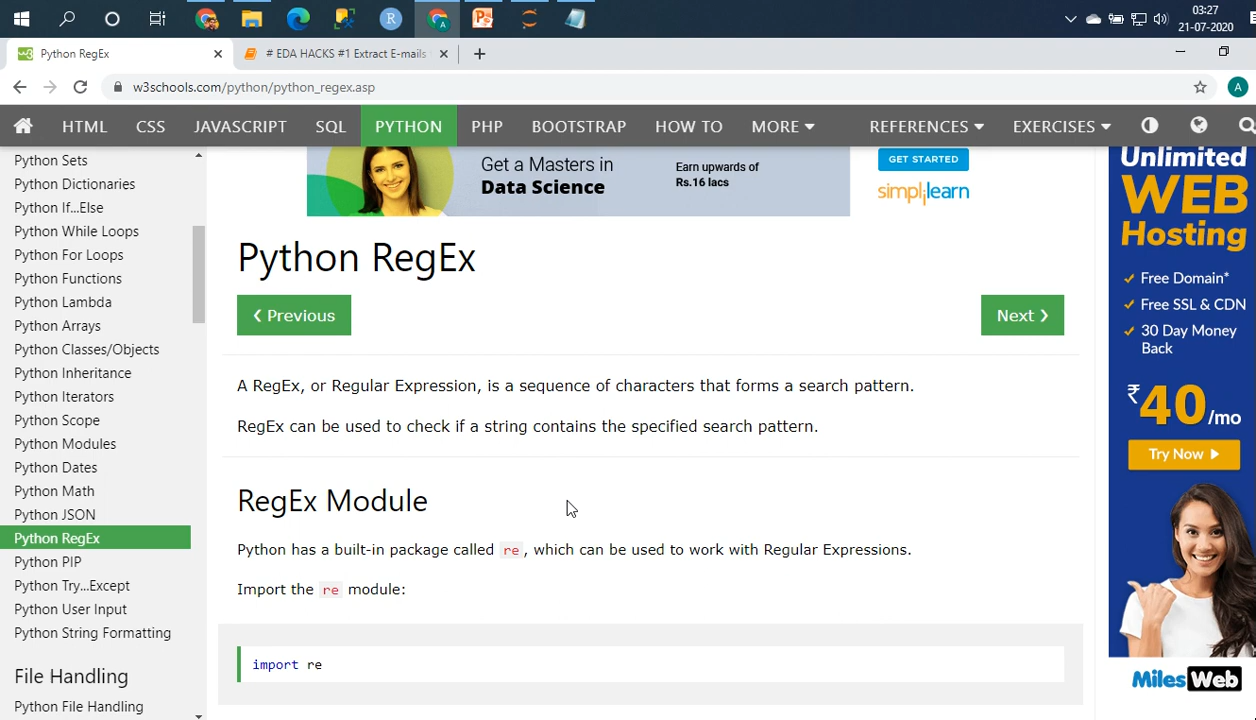 03:27
21-07-2020
Python RegEx
# EDA HACKS #1 Extract E-mails
w3schools.com/python/python_regex.asp
A
HTML CSS JAVASCRIPT SQL PYTHON PHP BOOTSTRAP HOW TO MORE REFERENCES EXERCISES
Python Sets
Python Dictionaries
Python If...Else
Python While Loops
Python For Loops
Python Functions
Python Lambda
Python Arrays
Python Classes/Objects
Python Inheritance
Python Iterators
Python Scope
Python Modules
Python Dates
Python Math
Python JSON
Python RegEx
Python PIP
Python Try...Except
Python User Input
Python String Formatting
File Handling
Python File Handling
Get a Masters in
Data Science
Earn upwards of
Rs.16 lacs
GET STARTED
simplilearn
Python RegEx
❮ Previous
Next ❯
A RegEx, or Regular Expression, is a sequence of characters that forms a search pattern.
RegEx can be used to check if a string contains the specified search pattern.
RegEx Module
Python has a built-in package called re, which can be used to work with Regular Expressions.
Import the re module:
import re
Unlimited
WEB
Hosting
✓ Free Domain*
✓ Free SSL & CDN
✓ 30 Day Money
Back
₹40/mo
Try Now
MilesWeb